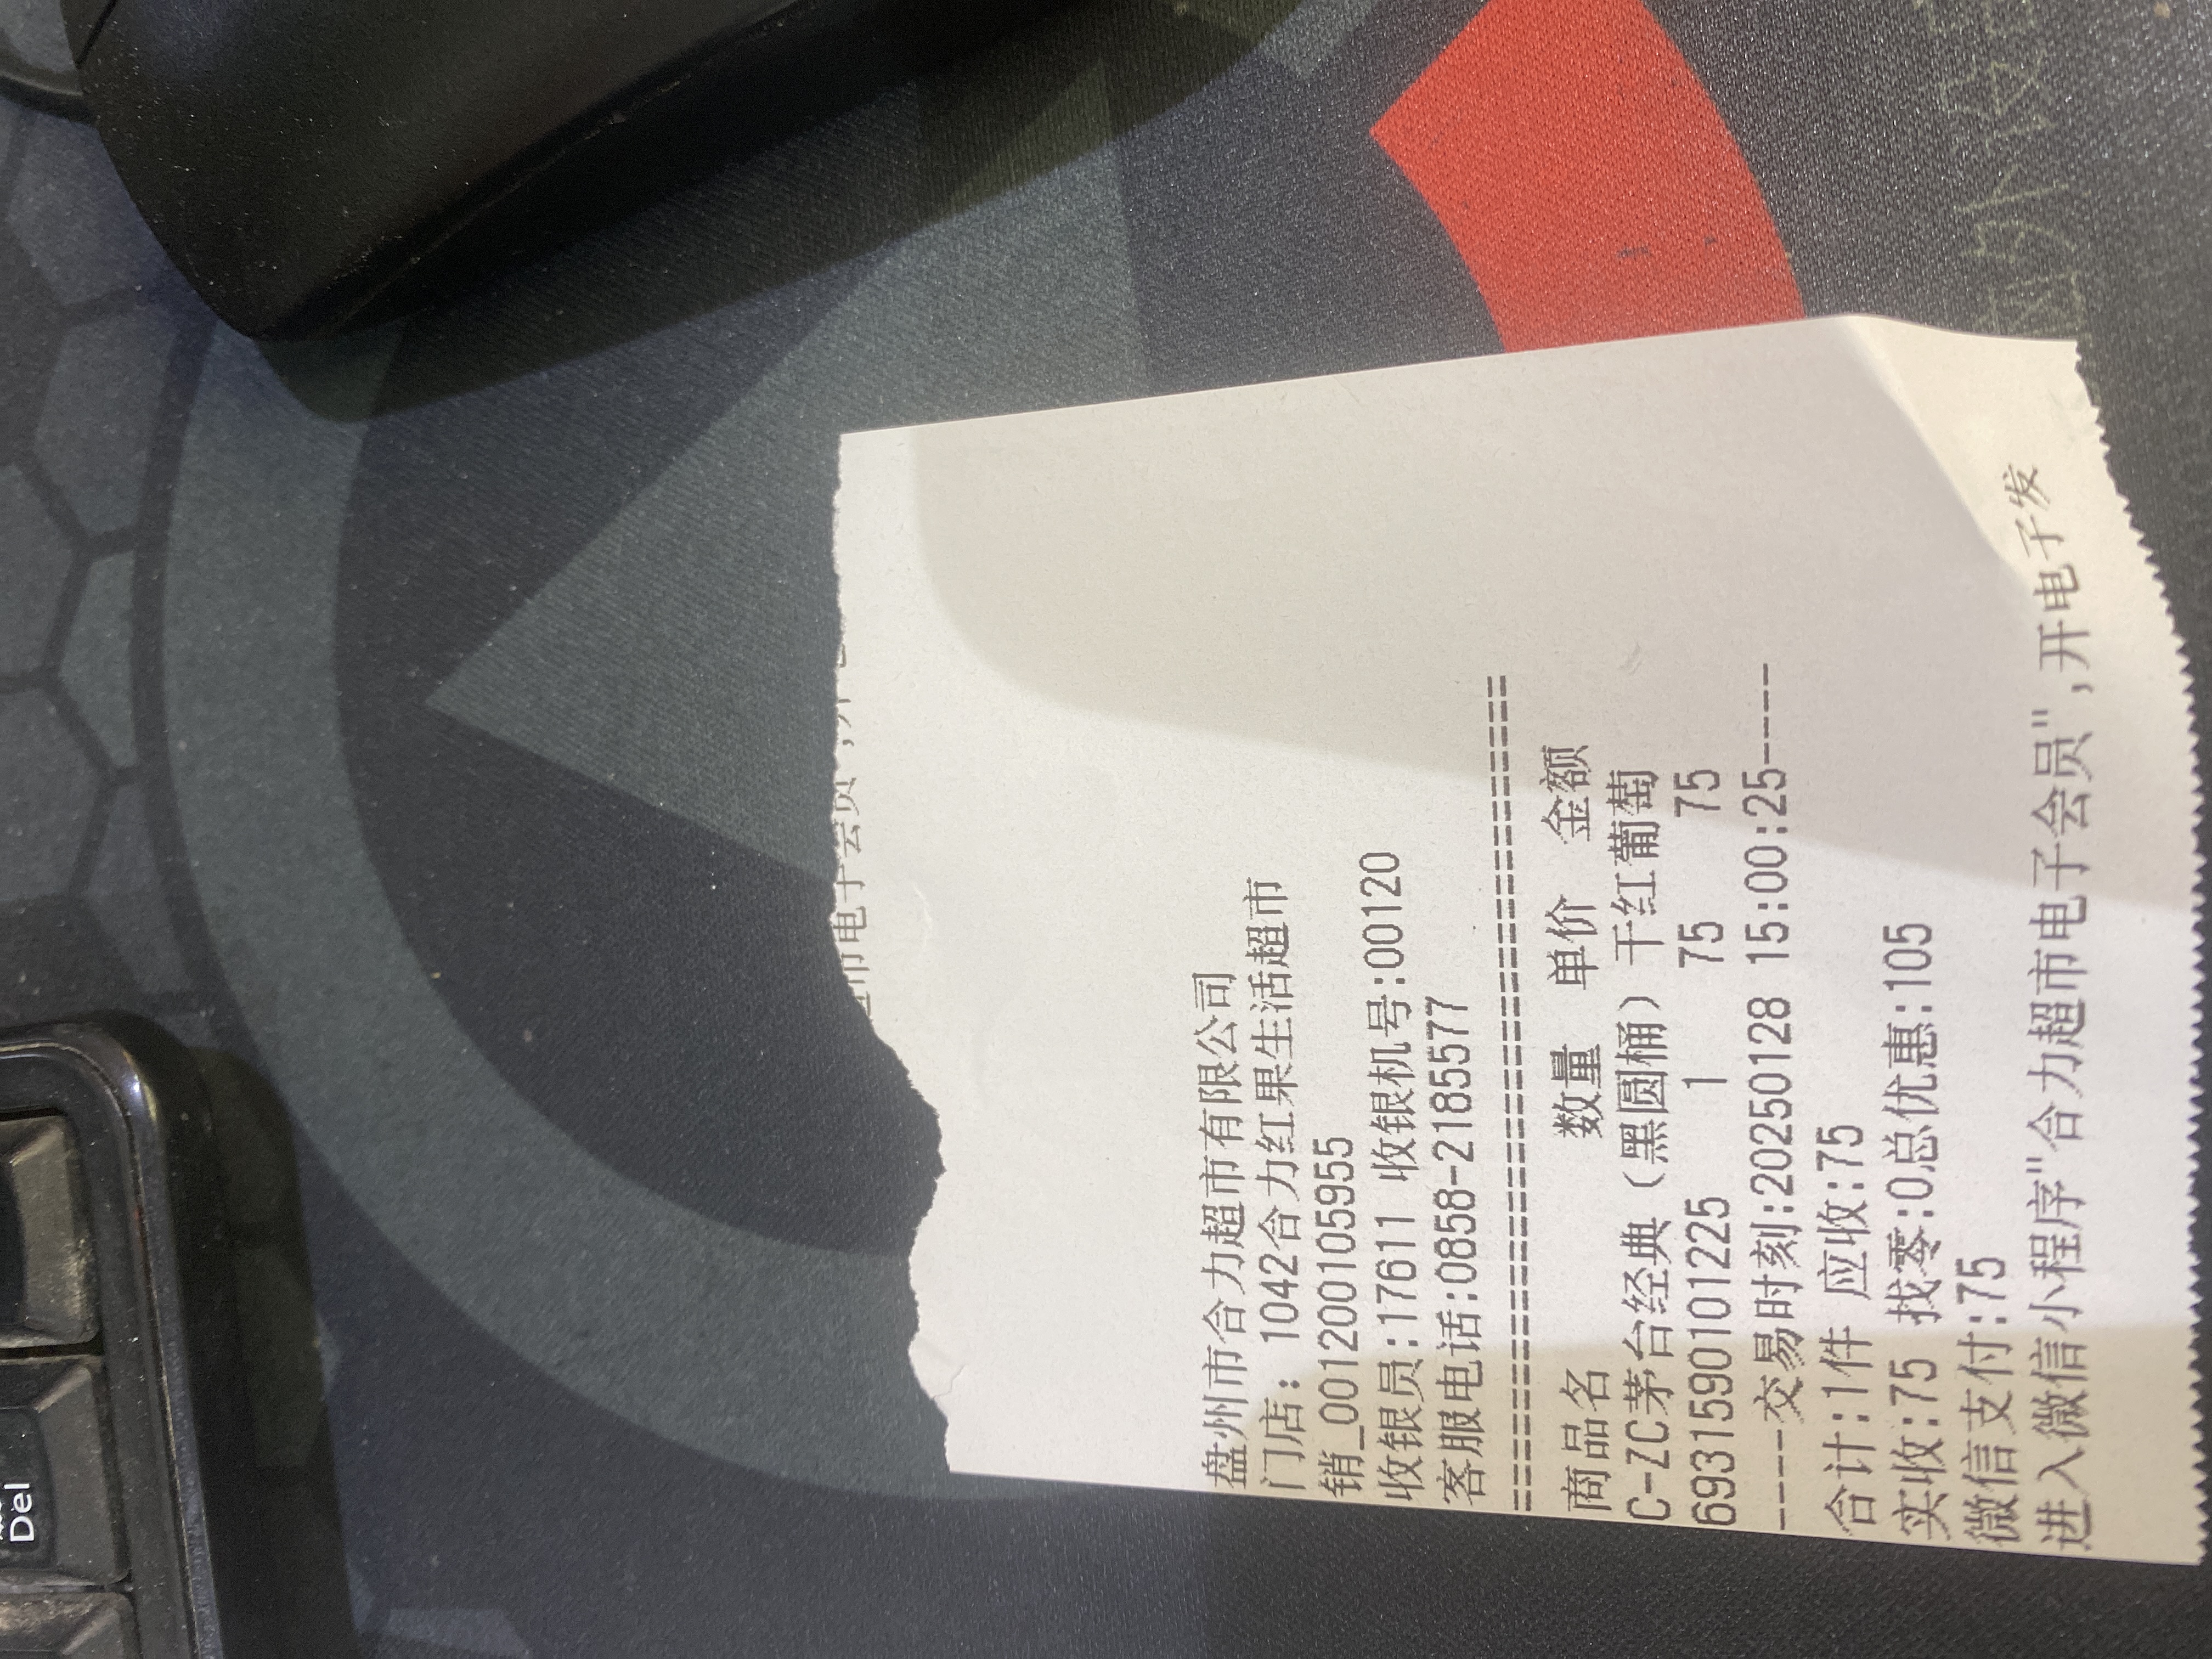 盘州市合力超市有限公司
门店: 1042合力红果生活超市
销_00120010595​5
收银员:17611 收银机号:00120
客服电话:0858-2185577
======================================
商品名 数量 单价 金额
C-ZC茅台经典（黑圆桶）干红葡萄
6931590101225 1 75 75
----交易时刻:20250128 15:00:25----
合计:1件 应收:75
实收:75 找零:0总优惠:105
微信支付:75
进入微信小程序"合力超市电子会员",开电子发
Del